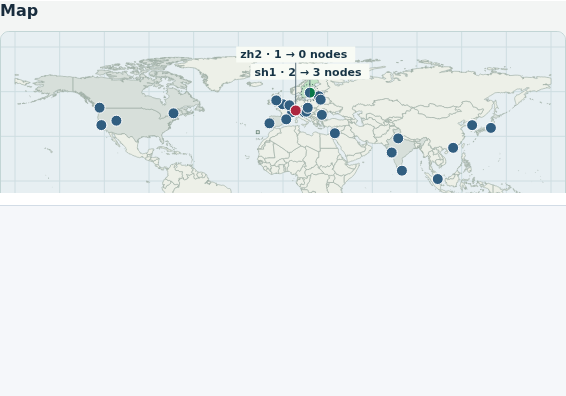 Map
zh2 · 1 → 0 nodes
sh1 · 2 → 3 nodes